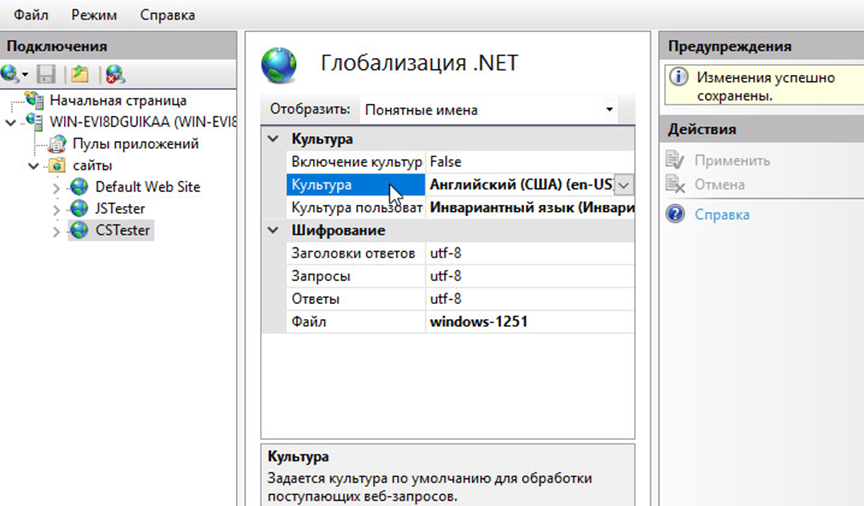 Файл Режим Справка
Подключения
Начальная страница
WIN-EVI8DGUIKAA (WIN-EVI8
Пулы приложений
сайты
Default Web Site
JSTester
CSTester
Глобализация .NET
Отобразить: Понятные имена
Культура
Включение культур False
Культура Английский (США) (en-US)
Культура пользоват Инвариантный язык (Инвари
Шифрование
Заголовки ответов utf-8
Запросы utf-8
Ответы utf-8
Файл windows-1251
Культура
Задается культура по умолчанию для обработки
поступающих веб-запросов.
Предупреждения
Изменения успешно
сохранены.
Действия
Применить
Отмена
Справка